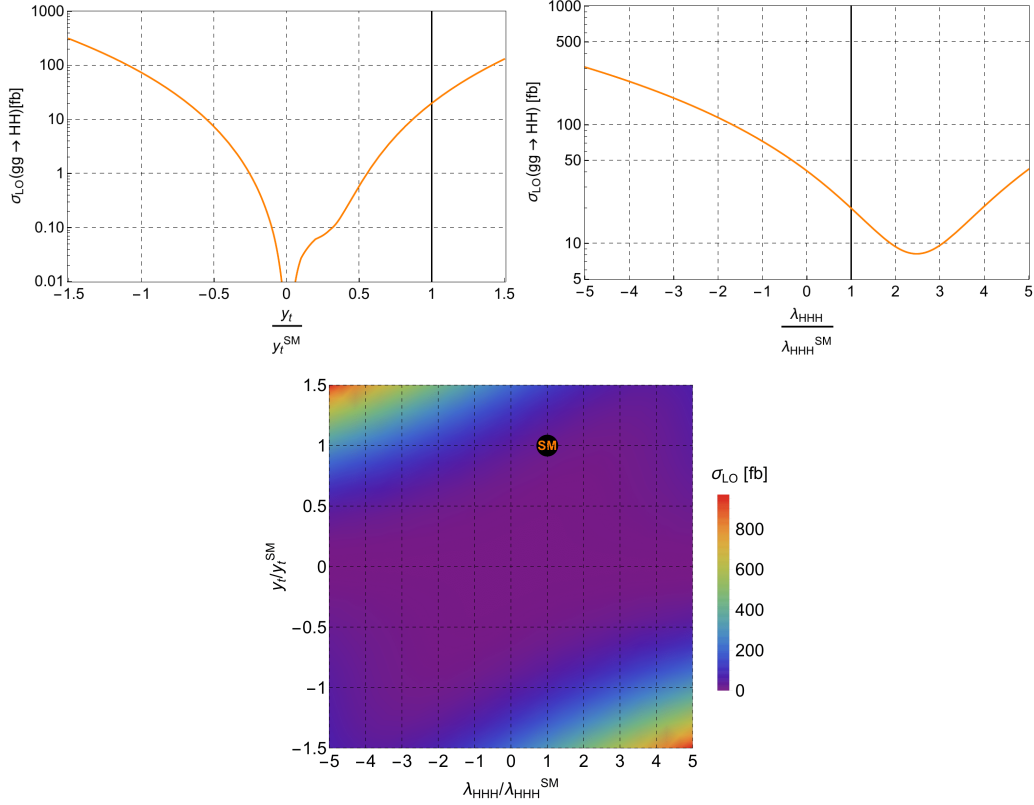 1000
100
10
1
0.10
0.01
σLO(gg → HH)[fb]
−1.5 −1 −0.5 0 0.5 1 1.5
yt
ytSM
1000
500
100
50
10
5
σLO(gg → HH) [fb]
−5 −4 −3 −2 −1 0 1 2 3 4 5
λHHH
λHHHSM
1.5
1
0.5
0
−0.5
−1
−1.5
yt/ytSM
SM
−5 −4 −3 −2 −1 0 1 2 3 4 5
λHHH/λHHHSM
σLO [fb]
800
600
400
200
0